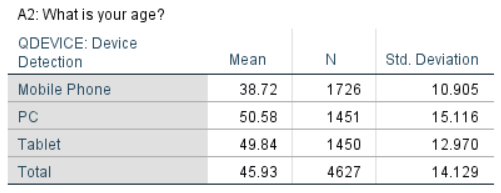 A2: What is your age?
QDEVICE: Device
Detection Mean N Std. Deviation
Mobile Phone 38.72 1726 10.905
PC 50.58 1451 15.116
Tablet 49.84 1450 12.970
Total 45.93 4627 14.129